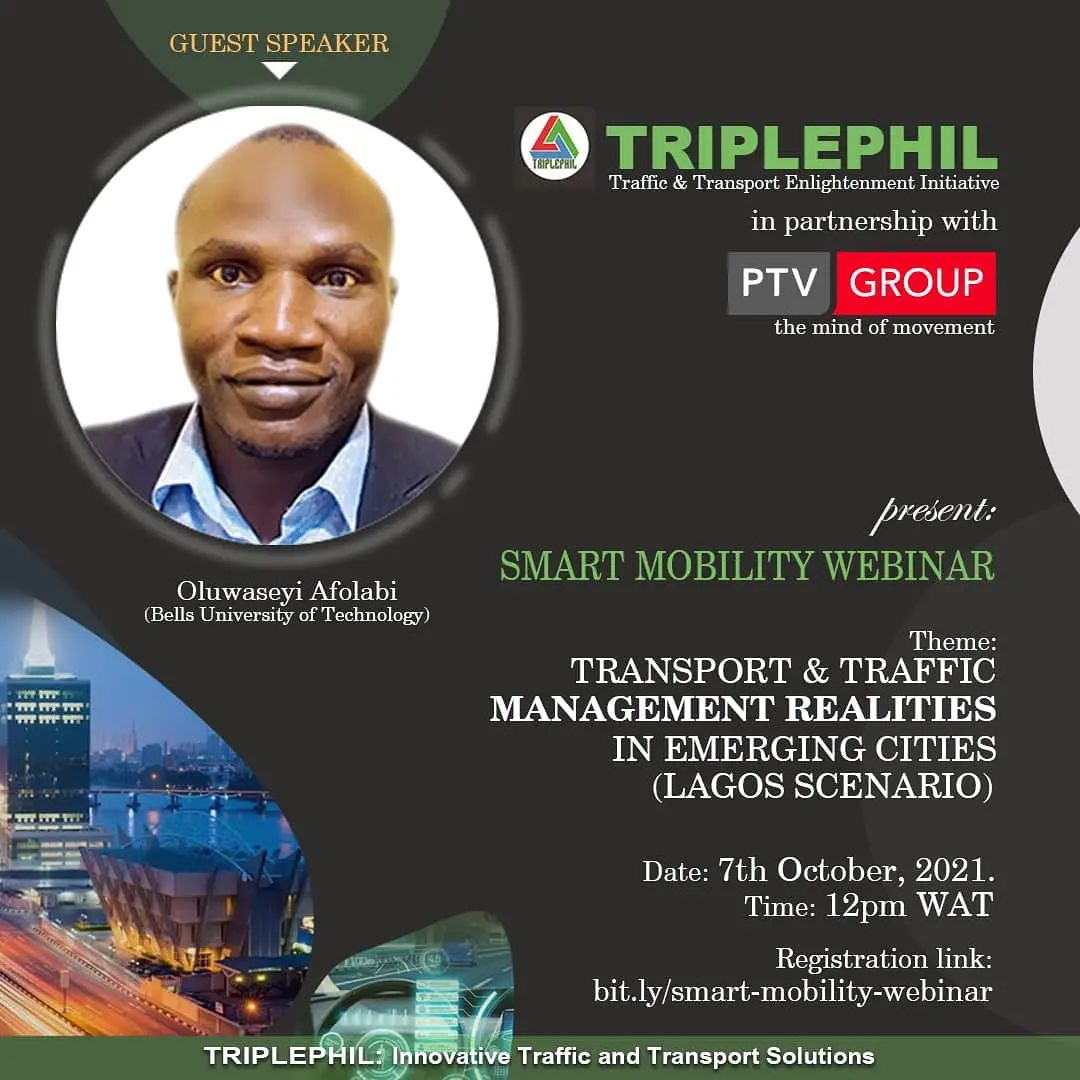 GUEST SPEAKER
TRIPLEPHIL
TRIPLEPHIL
Traffic & Transport Enlightenment Initiative
in partnership with
PTV GROUP
the mind of movement
Oluwaseyi Afolabi
(Bells University of Technology)
present:
SMART MOBILITY WEBINAR
Theme:
TRANSPORT & TRAFFIC
MANAGEMENT REALITIES
IN EMERGING CITIES
(LAGOS SCENARIO)
Date: 7th October, 2021.
Time: 12pm WAT
Registration link:
bit.ly/smart-mobility-webinar
TRIPLEPHIL: Innovative Traffic and Transport Solutions